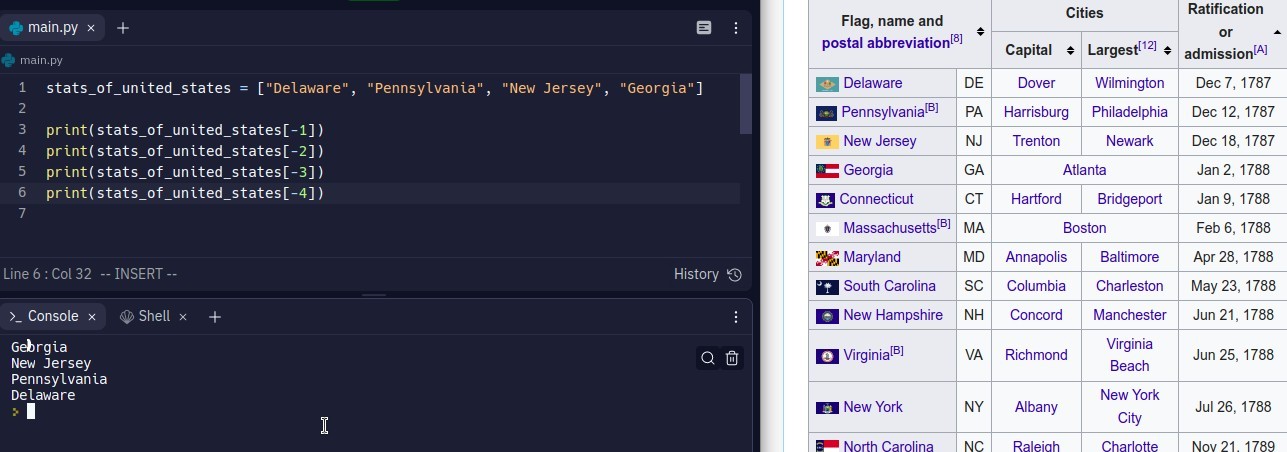 main.py
main.py
1 stats_of_united_states = ["Delaware", "Pennsylvania", "New Jersey", "Georgia"]
2
3 print(stats_of_united_states[-1])
4 print(stats_of_united_states[-2])
5 print(stats_of_united_states[-3])
6 print(stats_of_united_states[-4])
7
Line 6 : Col 32 -- INSERT -- History
Console Shell
Georgia
New Jersey
Pennsylvania
Delaware
Flag, name and postal abbreviation[8] Cities Ratification or admission[A]
Capital Largest[12]
Delaware DE Dover Wilmington Dec 7, 1787
Pennsylvania[B] PA Harrisburg Philadelphia Dec 12, 1787
New Jersey NJ Trenton Newark Dec 18, 1787
Georgia GA Atlanta Jan 2, 1788
Connecticut CT Hartford Bridgeport Jan 9, 1788
Massachusetts[B] MA Boston Feb 6, 1788
Maryland MD Annapolis Baltimore Apr 28, 1788
South Carolina SC Columbia Charleston May 23, 1788
New Hampshire NH Concord Manchester Jun 21, 1788
Virginia[B] VA Richmond Virginia Beach Jun 25, 1788
New York NY Albany New York City Jul 26, 1788
North Carolina NC Raleigh Charlotte Nov 21, 1789